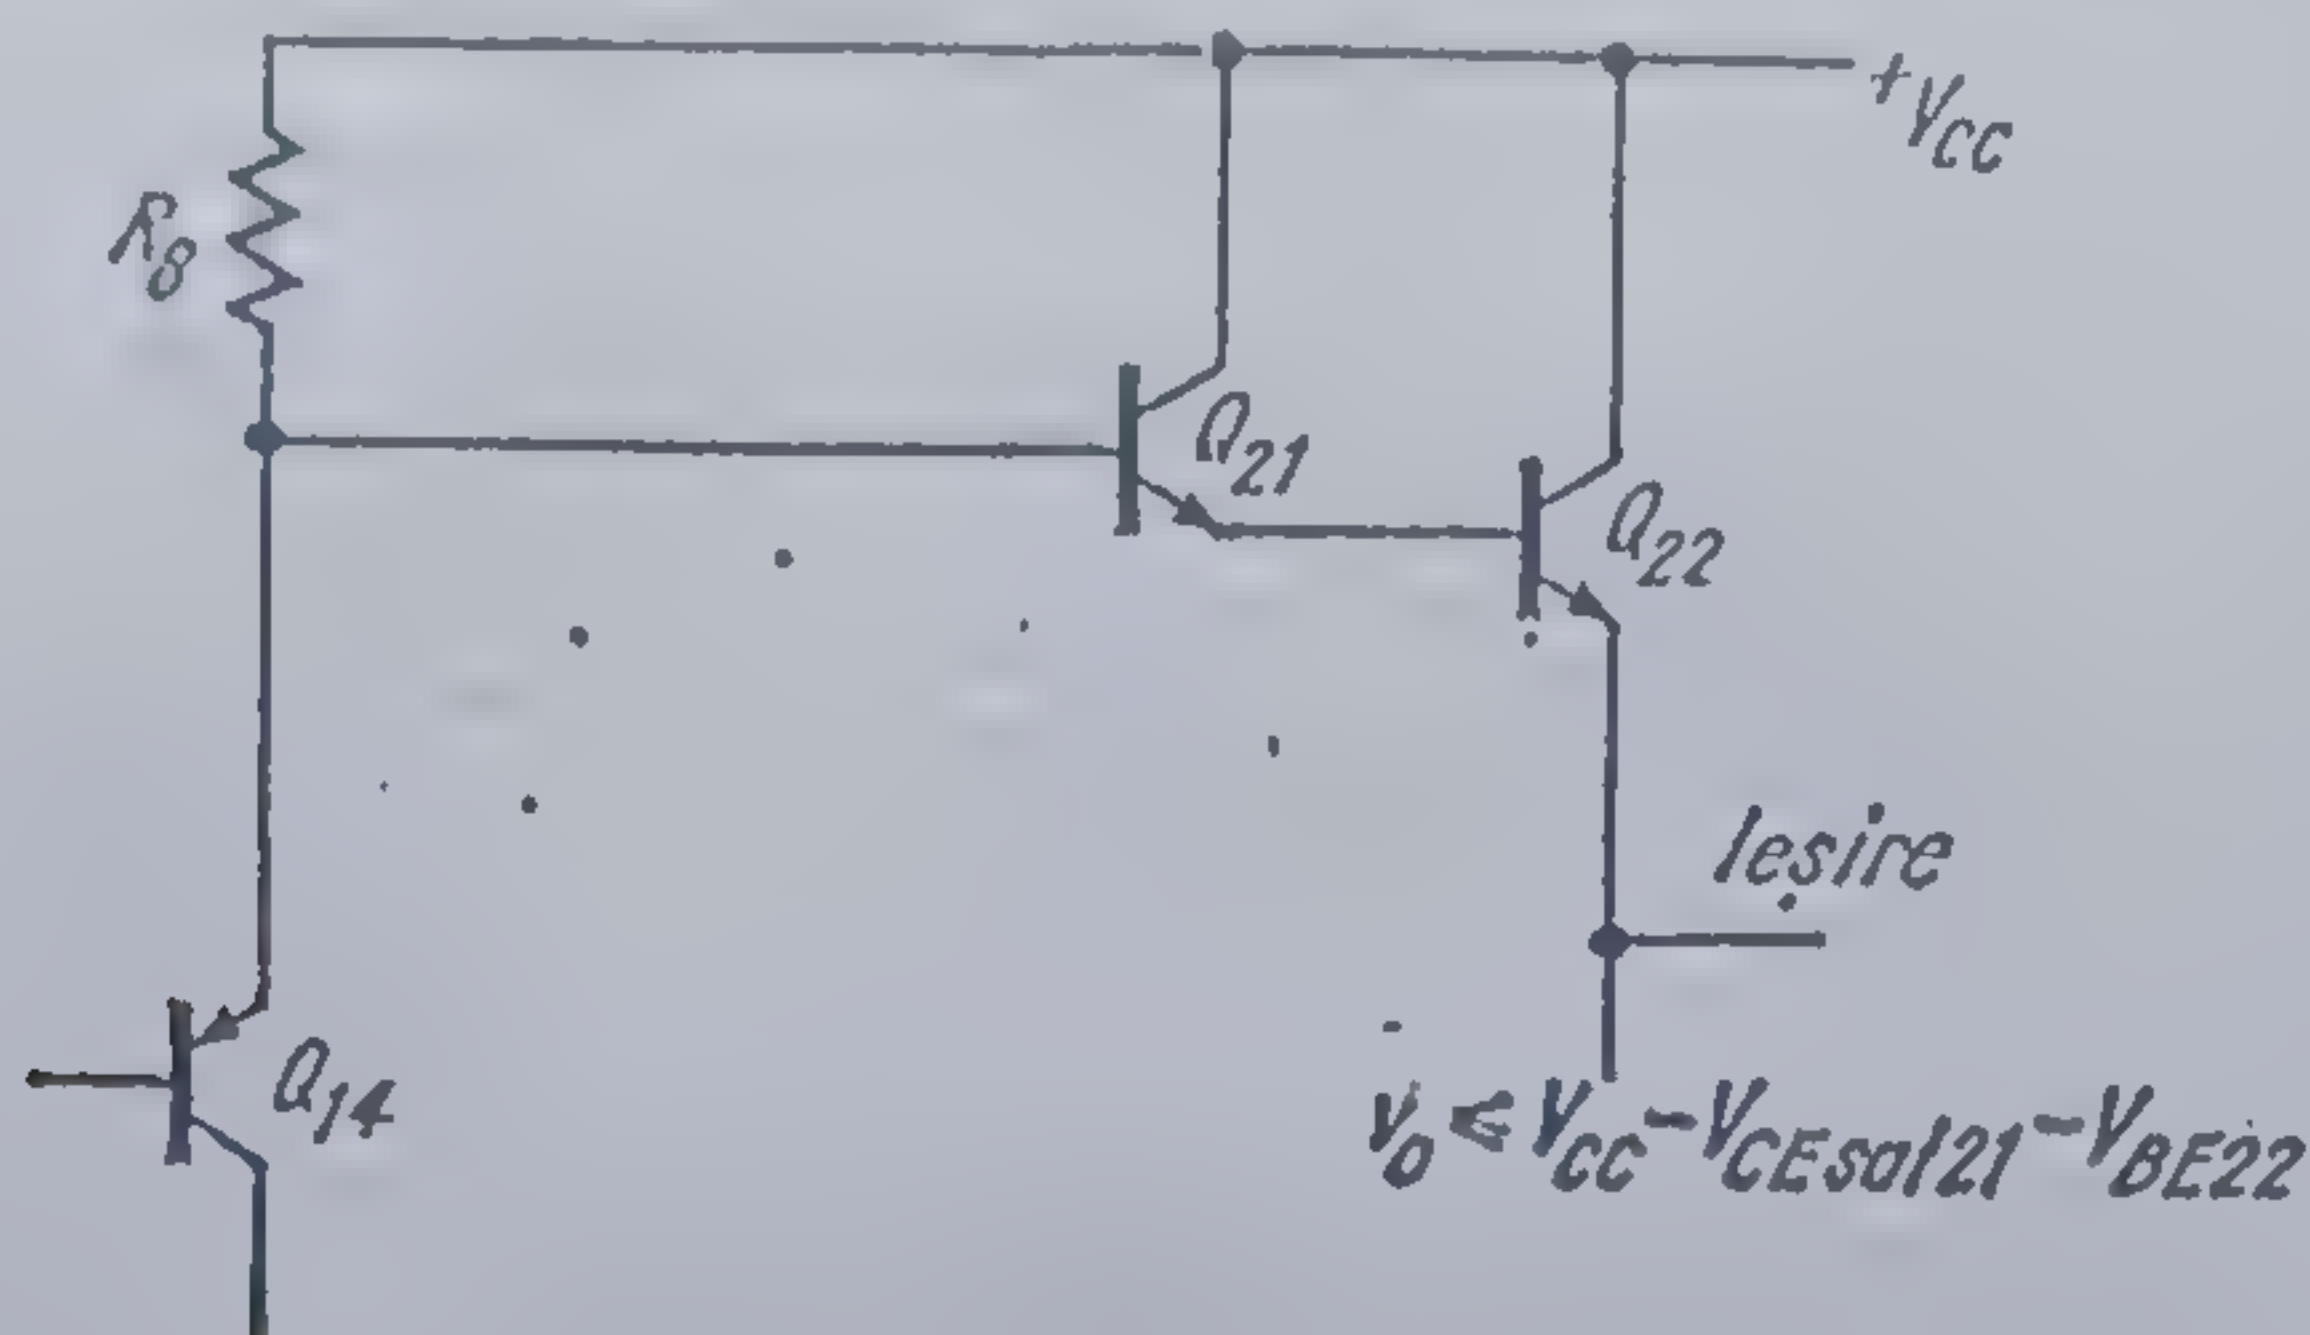 +VCC
R8
Q21
Q22
Ieșire
Q14
V0 ≤ VCC-VCEsat21-VBE22